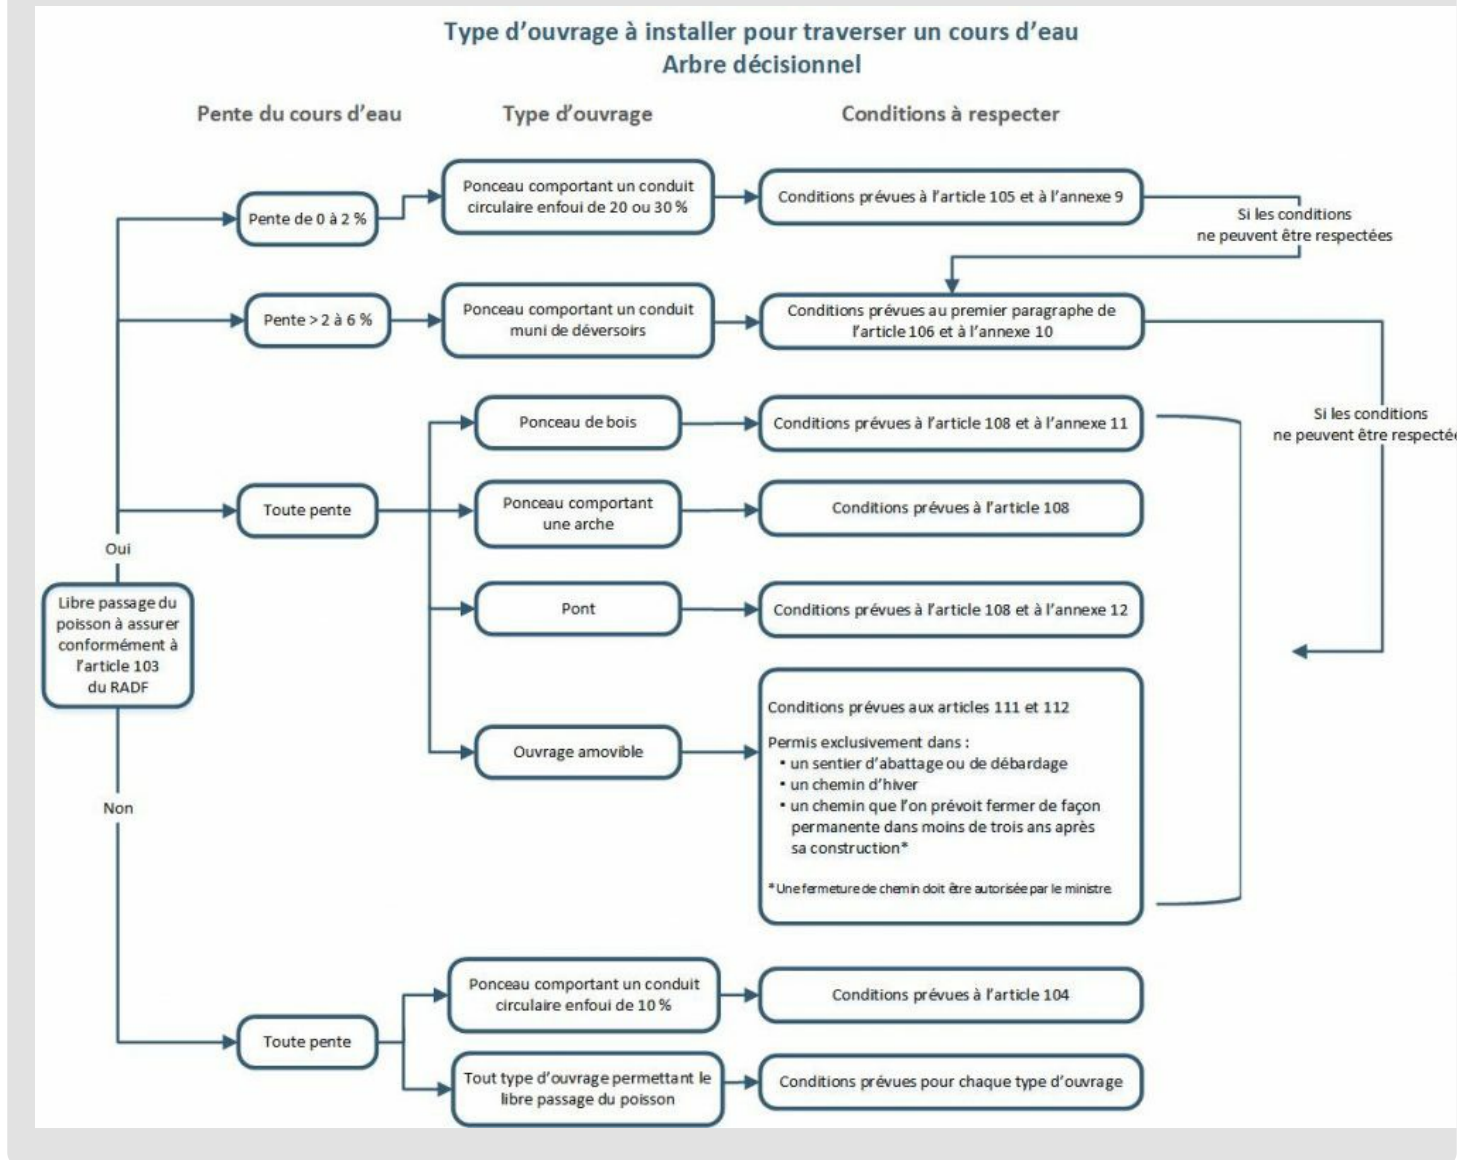 Type d’ouvrage à installer pour traverser un cours d’eau
Arbre décisionnel
Pente du cours d’eau
Type d’ouvrage
Conditions à respecter
Pente de 0 à 2 %
Ponceau comportant un conduit
circulaire enfoui de 20 ou 30 %
Conditions prévues à l’article 105 et à l’annexe 9
Si les conditions
ne peuvent être respectées
Pente > 2 à 6 %
Ponceau comportant un conduit
muni de déversoirs
Conditions prévues au premier paragraphe de
l’article 106 et à l’annexe 10
Si les conditions
ne peuvent être respecté
Toute pente
Ponceau de bois
Conditions prévues à l’article 108 et à l’annexe 11
Ponceau comportant
une arche
Conditions prévues à l’article 108
Pont
Conditions prévues à l’article 108 et à l’annexe 12
Ouvrage amovible
Conditions prévues aux articles 111 et 112
Permis exclusivement dans :
• un sentier d’abattage ou de débardage
• un chemin d’hiver
• un chemin que l’on prévoit fermer de façon
permanente dans moins de trois ans après
sa construction*
*Une fermeture de chemin doit être autorisée par le ministre.
Oui
Libre passage du
poisson à assurer
conformément à
l’article 103
du RADF
Non
Toute pente
Ponceau comportant un conduit
circulaire enfoui de 10 %
Conditions prévues à l’article 104
Tout type d’ouvrage permettant le
libre passage du poisson
Conditions prévues pour chaque type d’ouvrage